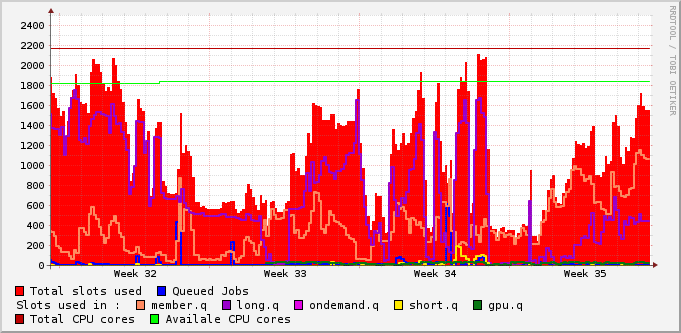 RRDTOOL / TOBI OETIKER
2400
2200
2000
1800
1600
1400
1200
1000
800
600
400
200
0
Week 32 Week 33 Week 34 Week 35
Total slots used Queued Jobs
Slots used in : member.q long.q ondemand.q short.q gpu.q
Total CPU cores Availale CPU cores